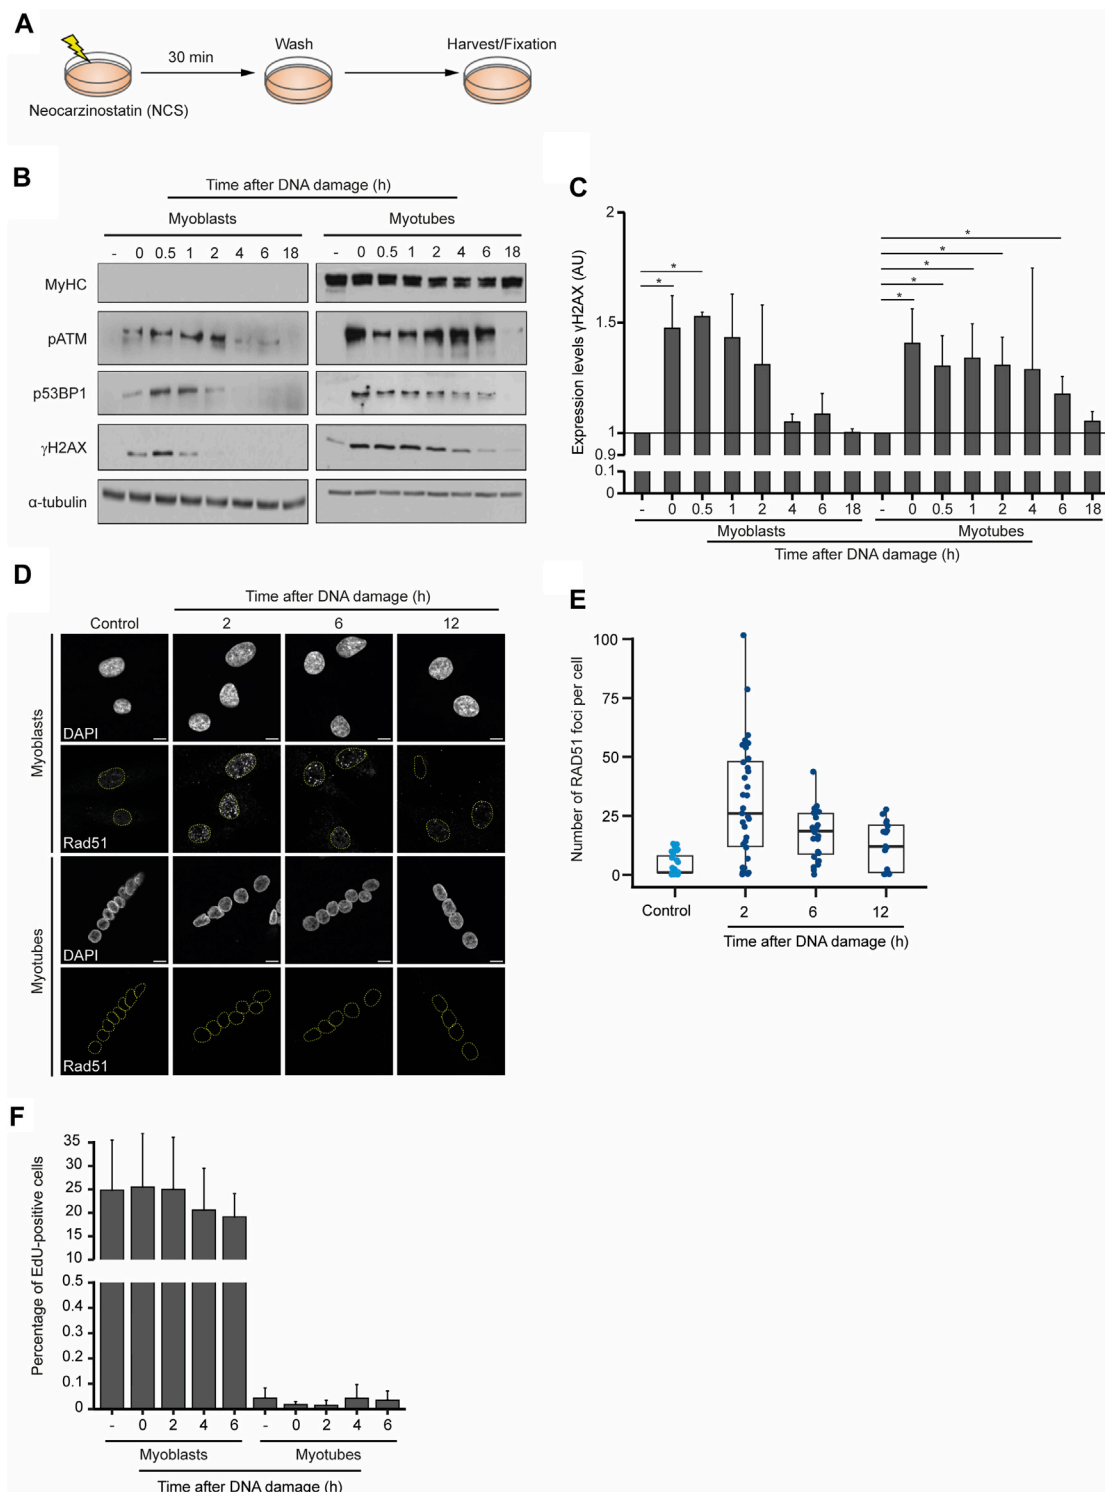 A
30 min
Wash
Harvest/Fixation
Neocarzinostatin (NCS)
B
Time after DNA damage (h)
Myoblasts
Myotubes
- 0 0.5 1 2 4 6 18
- 0 0.5 1 2 4 6 18
MyHC
pATM
p53BP1
γH2AX
α-tubulin
C
Expression levels γH2AX (AU)
2
1.5
1
0.9
0.1
0
* * * * * * *
- 0 0.5 1 2 4 6 18 - 0 0.5 1 2 4 6 18
Myoblasts
Myotubes
Time after DNA damage (h)
D
Time after DNA damage (h)
Control 2 6 12
Myoblasts
DAPI
Rad51
Myotubes
DAPI
Rad51
E
Number of RAD51 foci per cell
100
75
50
25
0
Control 2 6 12
Time after DNA damage (h)
F
Percentage of EdU-positive cells
35
30
25
20
15
10
0.5
0.4
0.3
0.2
0.1
0
- 0 2 4 6 - 0 2 4 6
Myoblasts
Myotubes
Time after DNA damage (h)